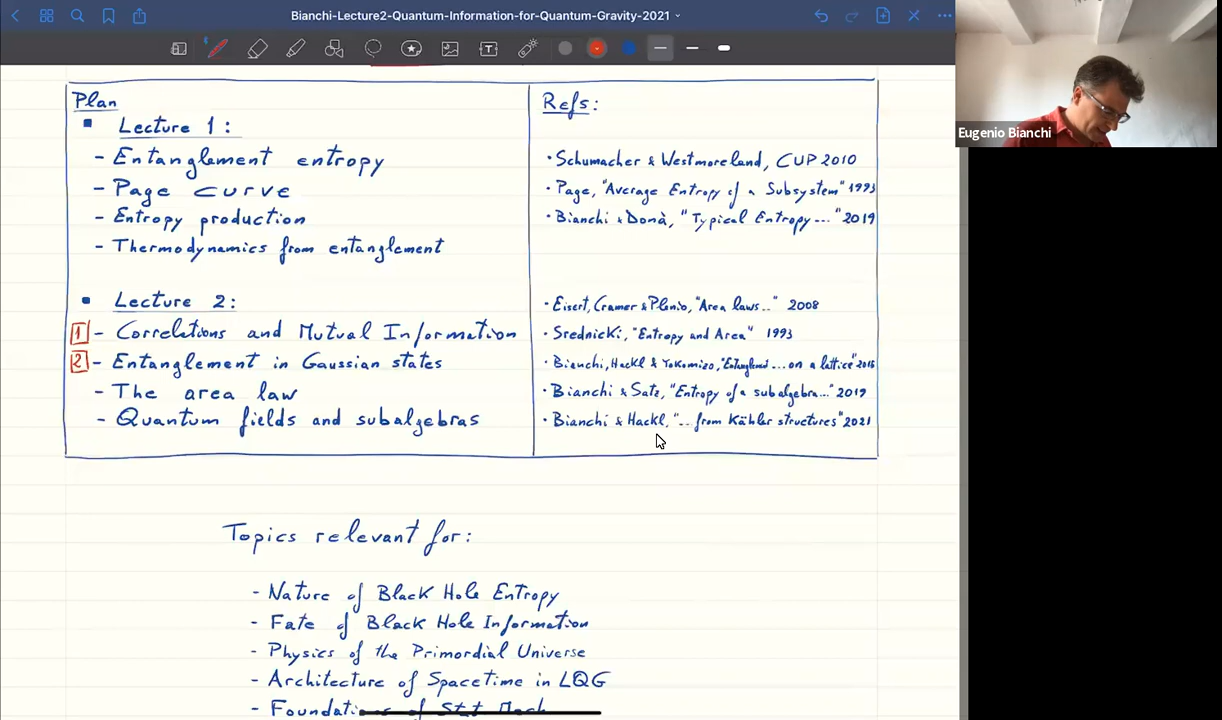 Bianchi-Lecture2-Quantum-Information-for-Quantum-Gravity-2021
Eugenio Bianchi
Plan
▪ Lecture 1:
- Entanglement entropy
- Page curve
- Entropy production
- Thermodynamics from entanglement
▪ Lecture 2:
1 - Correlations and Mutual Information
2 - Entanglement in Gaussian states
- The area law
- Quantum fields and subalgebras
Refs:
· Schumacher & Westmoreland, CUP 2010
· Page, "Average Entropy of a Subsystem" 1993
· Bianchi & Donà, "Typical Entropy..." 2019
· Eisert, Cramer & Plenio, "Area laws.." 2008
· Srednicki, "Entropy and Area" 1993
· Bianchi, Hackl & Yokomizo, "Entanglement ... on a lattice"
· Bianchi & Satz, "Entropy of a subalgebra..." 2019
· Bianchi & Hackl, "... from Kähler structures" 2021
Topics relevant for:
- Nature of Black Hole Entropy
- Fate of Black Hole Information
- Physics of the Primordial Universe
- Architecture of Spacetime in LQG
- Foundations of Stat Mech